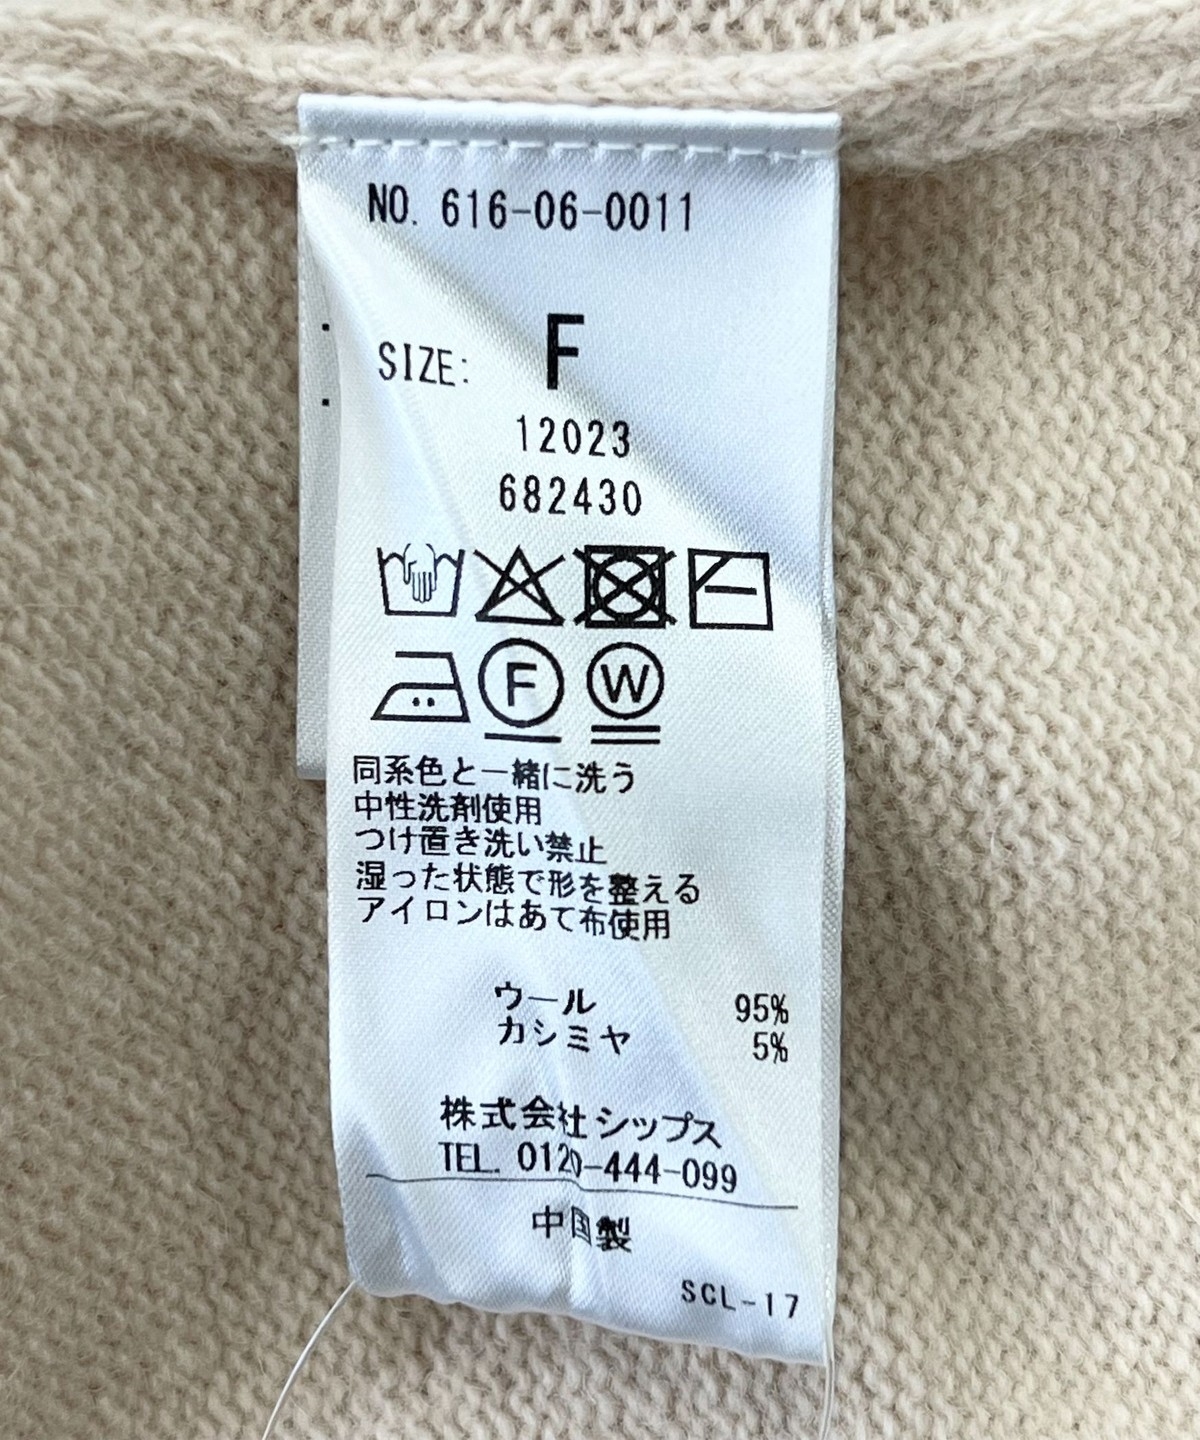 NO. 616-06-0011
SIZE: F
12023
682430
F W
同系色と一緒に洗う
中性洗剤使用
つけ置き洗い禁止
湿った状態で形を整える
アイロンはあて布使用
ウール 95%
カシミヤ 5%
株式会社シップス
TEL. 0120-444-099
中国製
SCL-17